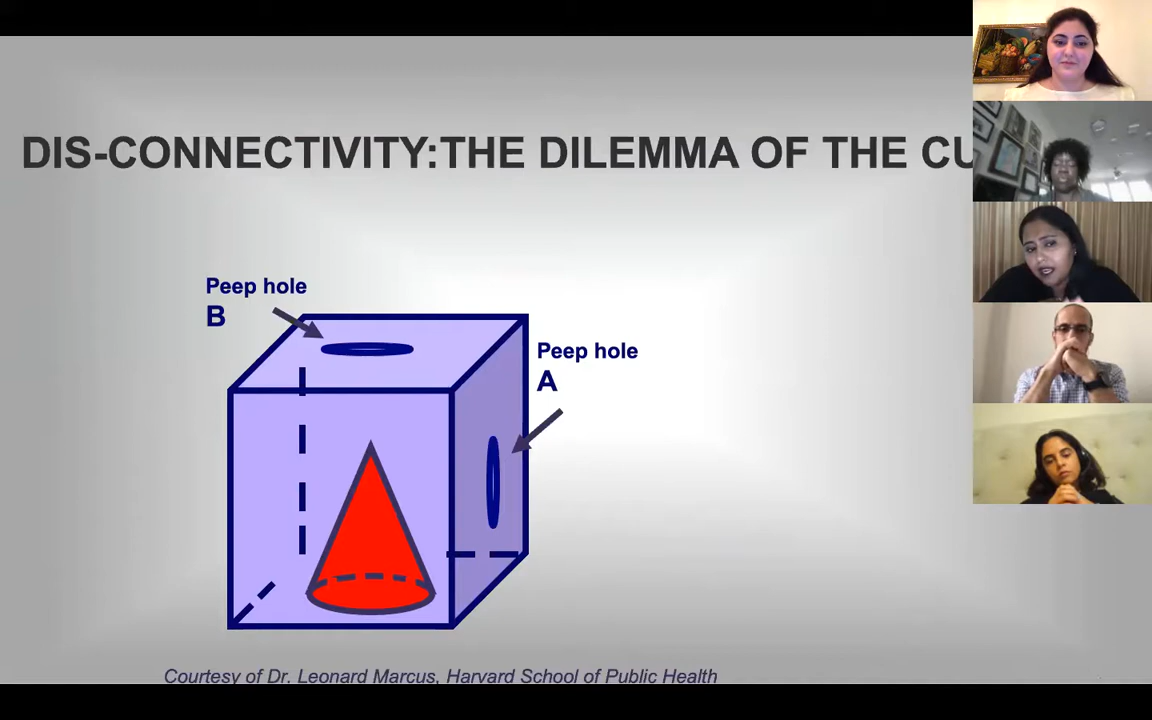 DIS-CONNECTIVITY:THE DILEMMA OF THE CU
Peep hole
B
Peep hole
A
Courtesy of Dr. Leonard Marcus, Harvard School of Public Health